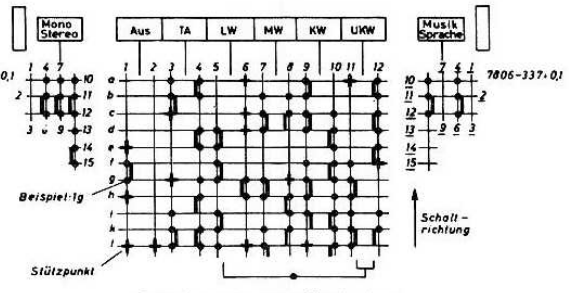 Mono
Stereo
Aus TA LW MW KW UKW
Musik
Sprache
1 4 7
1 2 3 4 5 6 7 8 9 10 11 12
7 4 1
0,1
10
2
11
12
3 6 9 13
14
15
a
b
c
d
e
f
g
h
i
k
l
10
11
2
12
13 9 6 3
14
15
7806-337:0,1
Beispiel:1g
Stützpunkt
Schalt-
richtung